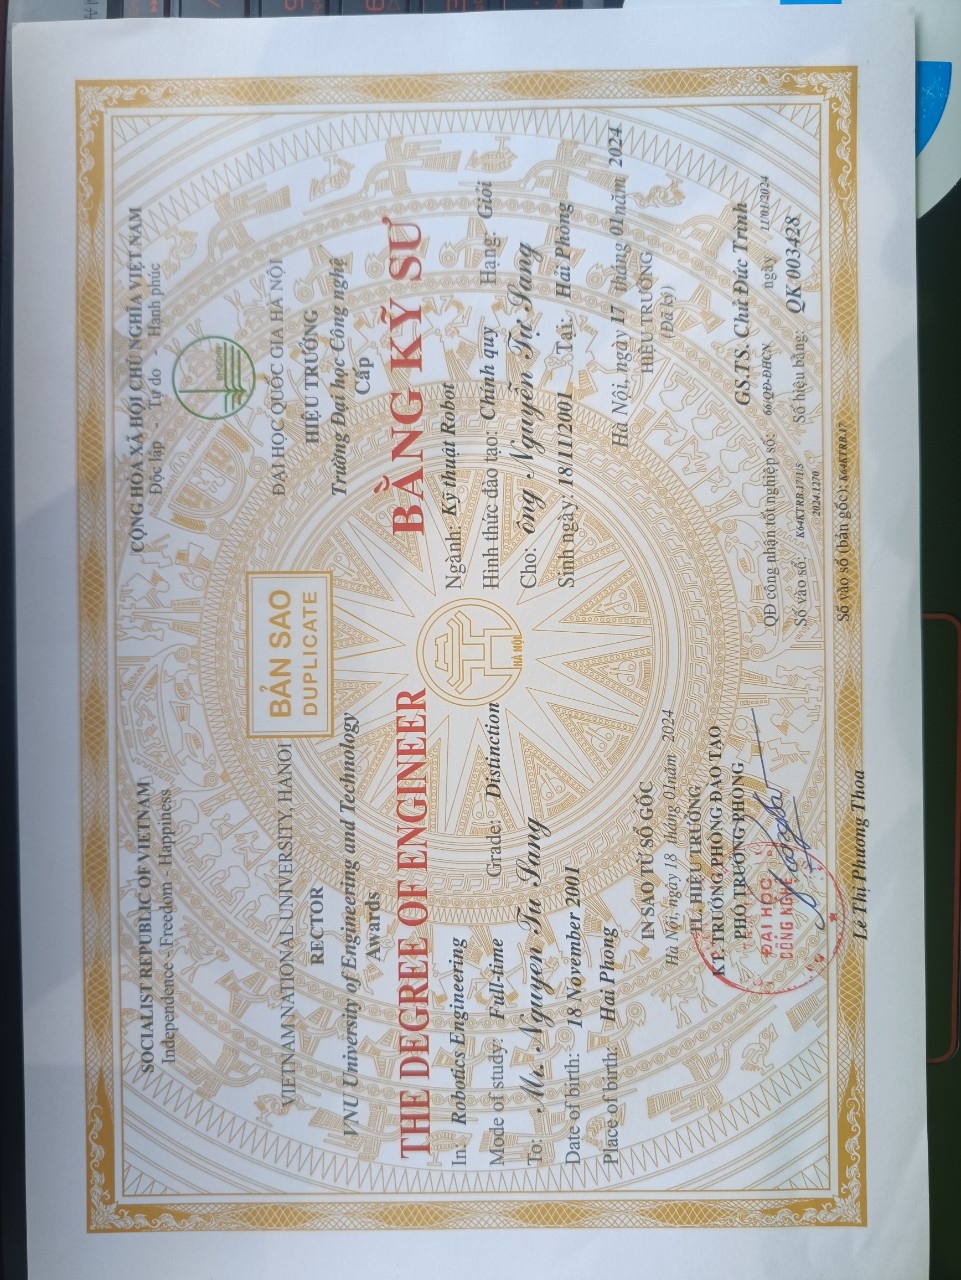 SOCIALIST REPUBLIC OF VIETNAM
Independence - Freedom - Happiness
VIETNAM NATIONAL UNIVERSITY, HANOI
RECTOR
VNU University of Engineering and Technology
Awards
THE DEGREE OF ENGINEER
In: Robotics Engineering
Mode of study: Full-time Grade: Distinction
To: Mr. Nguyen Tu Sang
Date of birth: 18 November 2001
Place of birth: Hai Phong
IN SAO TỪ SỔ GỐC
Hà Nội, ngày 18 tháng 01 năm 2024
TL. HIỆU TRƯỞNG
KT. TRƯỞNG PHÒNG ĐÀO TẠO
PHÓ TRƯỞNG PHÒNG
ĐẠI HỌC
CÔNG NGHỆ
Lê Thị Phương Thoa
BẢN SAO
DUPLICATE
HÀ NỘI
CỘNG HOÀ XÃ HỘI CHỦ NGHĨA VIỆT NAM
Độc lập - Tự do - Hạnh phúc
ĐẠI HỌC QUỐC GIA HÀ NỘI
HIỆU TRƯỞNG
Trường Đại học Công nghệ
Cấp
BẰNG KỸ SƯ
Ngành: Kỹ thuật Robot
Hình thức đào tạo: Chính quy Hạng: Giỏi
Cho: ông Nguyễn Tự Sang
Sinh ngày: 18/11/2001 Tại: Hải Phòng
Hà Nội, ngày 17 tháng 01 năm 2024
HIỆU TRƯỞNG
(Đã ký)
GS.TS. Chử Đức Trình
QĐ công nhận tốt nghiệp số: 66/QĐ-ĐHCN ngày 11/01/2024
Số vào sổ: K64KTRB.17/1/5 Số hiệu bằng: QK 003428
2024.1270
Số vào sổ (bản gốc): K64KTRB.17